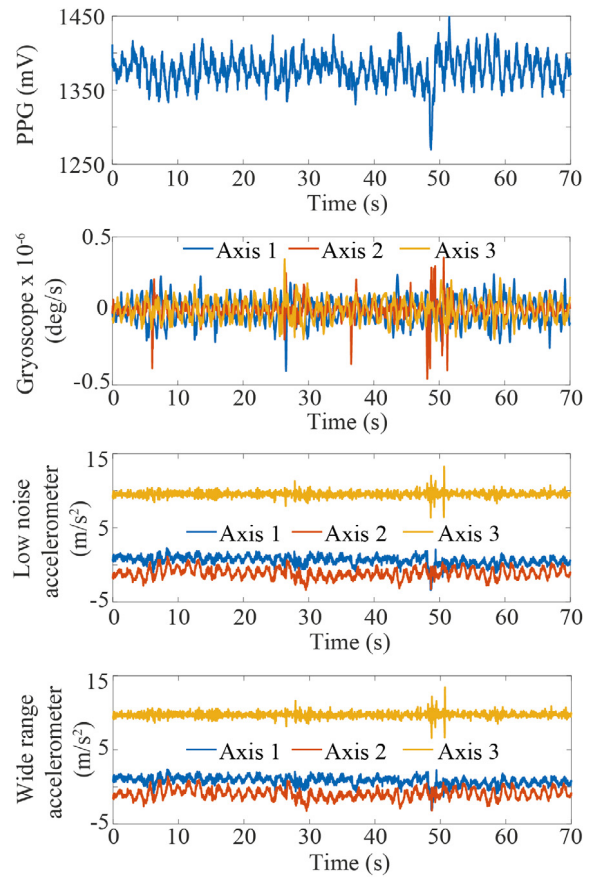 PPG (mV)
1450
1350
1250
0 10 20 30 40 50 60 70
Time (s)
Gryoscope x 10-6
(deg/s)
0.5
0
-0.5
Axis 1 Axis 2 Axis 3
0 10 20 30 40 50 60 70
Time (s)
Low noise
accelerometer
(m/s²)
15
5
-5
Axis 1 Axis 2 Axis 3
0 10 20 30 40 50 60 70
Time (s)
Wide range
accelerometer
(m/s²)
15
5
-5
Axis 1 Axis 2 Axis 3
0 10 20 30 40 50 60 70
Time (s)